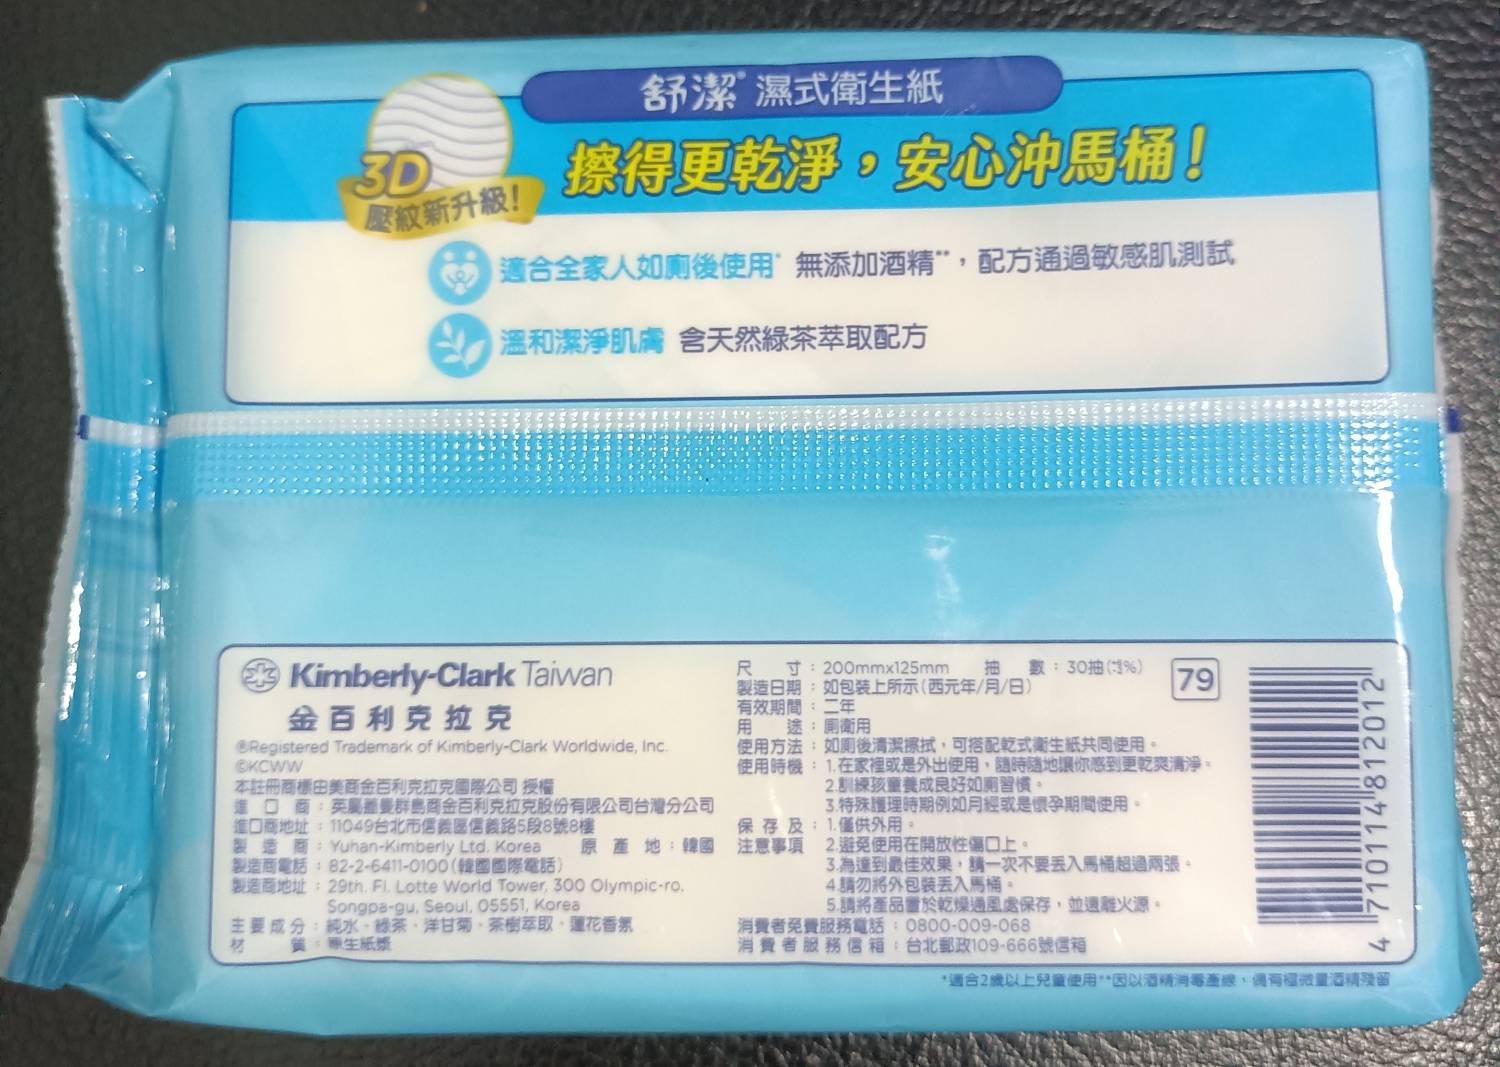 舒潔® 濕式衛生紙
擦得更乾淨，安心沖馬桶！
3D
壓紋新升級！
適合全家人如廁後使用* 無添加酒精**，配方通過敏感肌測試
溫和潔淨肌膚 含天然綠茶萃取配方
Kimberly-Clark Taiwan
金百利克拉克
®Registered Trademark of Kimberly-Clark Worldwide, Inc.
©KCWW
本註冊商標由美商金百利克拉克國際公司 授權
進口商：英屬蓋曼群島商金百利克拉克股份有限公司台灣分公司
進口商地址：11049台北市信義區信義路5段8號8樓
製造商：Yuhan-Kimberly Ltd. Korea 原產地：韓國
製造商電話：82-2-6411-0100(韓國國際電話)
製造商地址：29th. Fl. Lotte World Tower, 300 Olympic-ro,
Songpa-gu, Seoul, 05551, Korea
主要成分：純水、綠茶、洋甘菊、茶樹萃取、蓮花香氛
材質：原生紙漿
尺寸：200mmx125mm 抽數：30抽
製造日期：如包裝上所示(西元年/月/日)
有效期間：二年
用途：廁衛用
使用方法：如廁後清潔擦拭，可搭配乾式衛生紙共同使用。
使用時機：1.在家裡或是外出使用，隨時隨地讓你感到更乾爽清淨。
2.訓練孩童養成良好如廁習慣。
3.特殊護理時期例如月經或是懷孕期間使用。
保存及：1.僅供外用。
注意事項 2.避免使用在開放性傷口上。
3.為達到最佳效果，請一次不要丟入馬桶超過兩張。
4.請勿將外包裝丟入馬桶。
5.請將產品置於乾燥通風處保存，並遠離火源。
消費者免費服務電話：0800-009-068
消費者服務信箱：台北郵政109-666號信箱
79
4 710114 812012
*適合2歲以上兒童使用**因以酒精消毒產線，偶有極微量酒精殘留